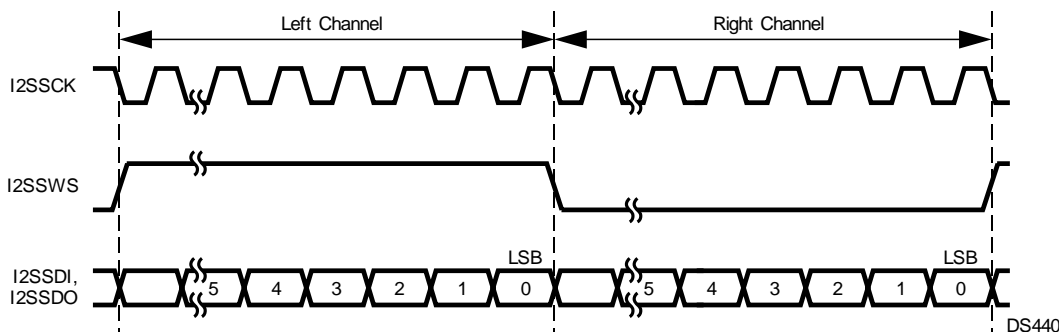 Left Channel Right Channel
I2SSCK
I2SSWS
LSB LSB
I2SSDI,
I2SSDO
5 4 3 2 1 0 5 4 3 2 1 0
DS440